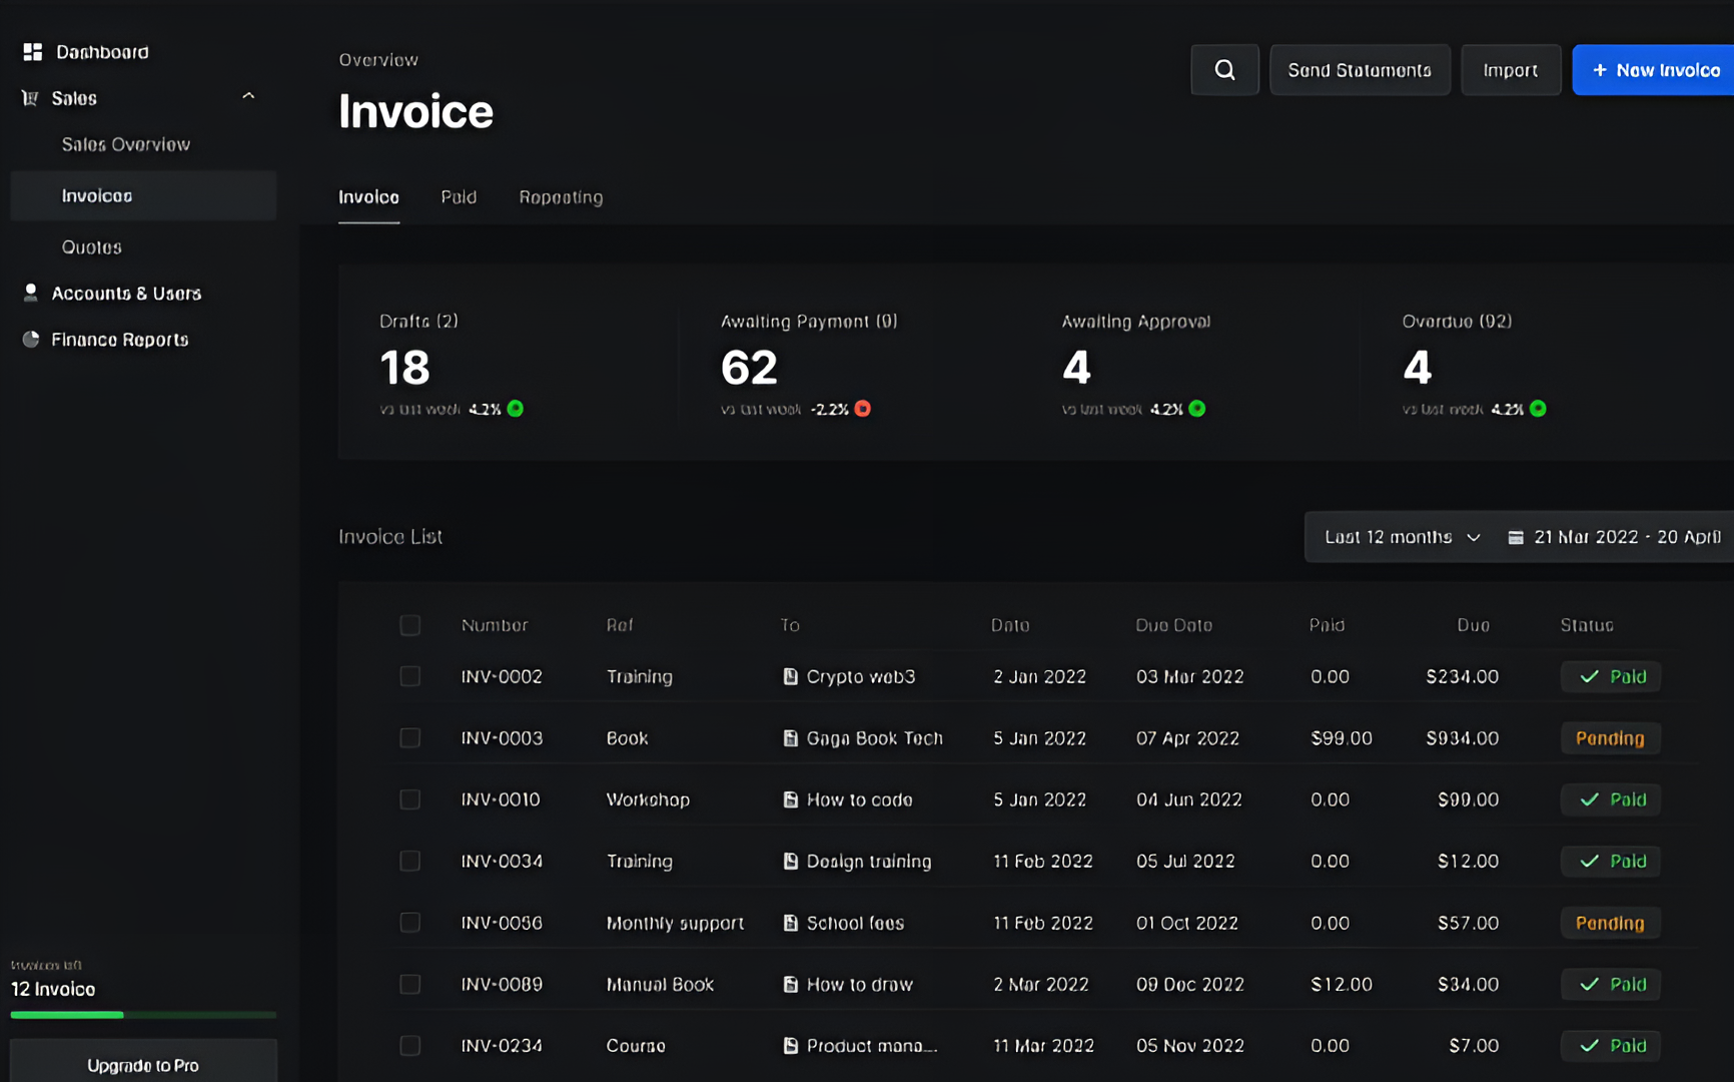 Dashboard
Sales
Sales Overview
Invoices
Quotes
Accounts & Users
Finance Reports
Invoices left
12 Invoice
Upgrade to Pro
Overview
Invoice
Send Statements
Import
+ New Invoice
Invoice Paid Repeating
Drafts (2)
18
vs last week 4.2%
Awaiting Payment (9)
62
vs last week -2.2%
Awaiting Approval
4
vs last week 4.2%
Overdue (92)
4
vs last week 4.2%
Invoice List
Last 12 months
21 Mar 2022 - 20 April
Number Ref To Date Due Date Paid Due Status
INV-0002 Training Crypto web3 2 Jan 2022 03 Mar 2022 0.00 $234.00 Paid
INV-0003 Book Gaga Book Tech 5 Jan 2022 07 Apr 2022 $99.00 $934.00 Pending
INV-0010 Workshop How to code 5 Jan 2022 04 Jun 2022 0.00 $99.00 Paid
INV-0034 Training Design training 11 Feb 2022 05 Jul 2022 0.00 $12.00 Paid
INV-0056 Monthly support School fees 11 Feb 2022 01 Oct 2022 0.00 $57.00 Pending
INV-0089 Manual Book How to draw 2 Mar 2022 09 Dec 2022 $12.00 $34.00 Paid
INV-0234 Course Product mana... 11 Mar 2022 05 Nov 2022 0.00 $7.00 Paid